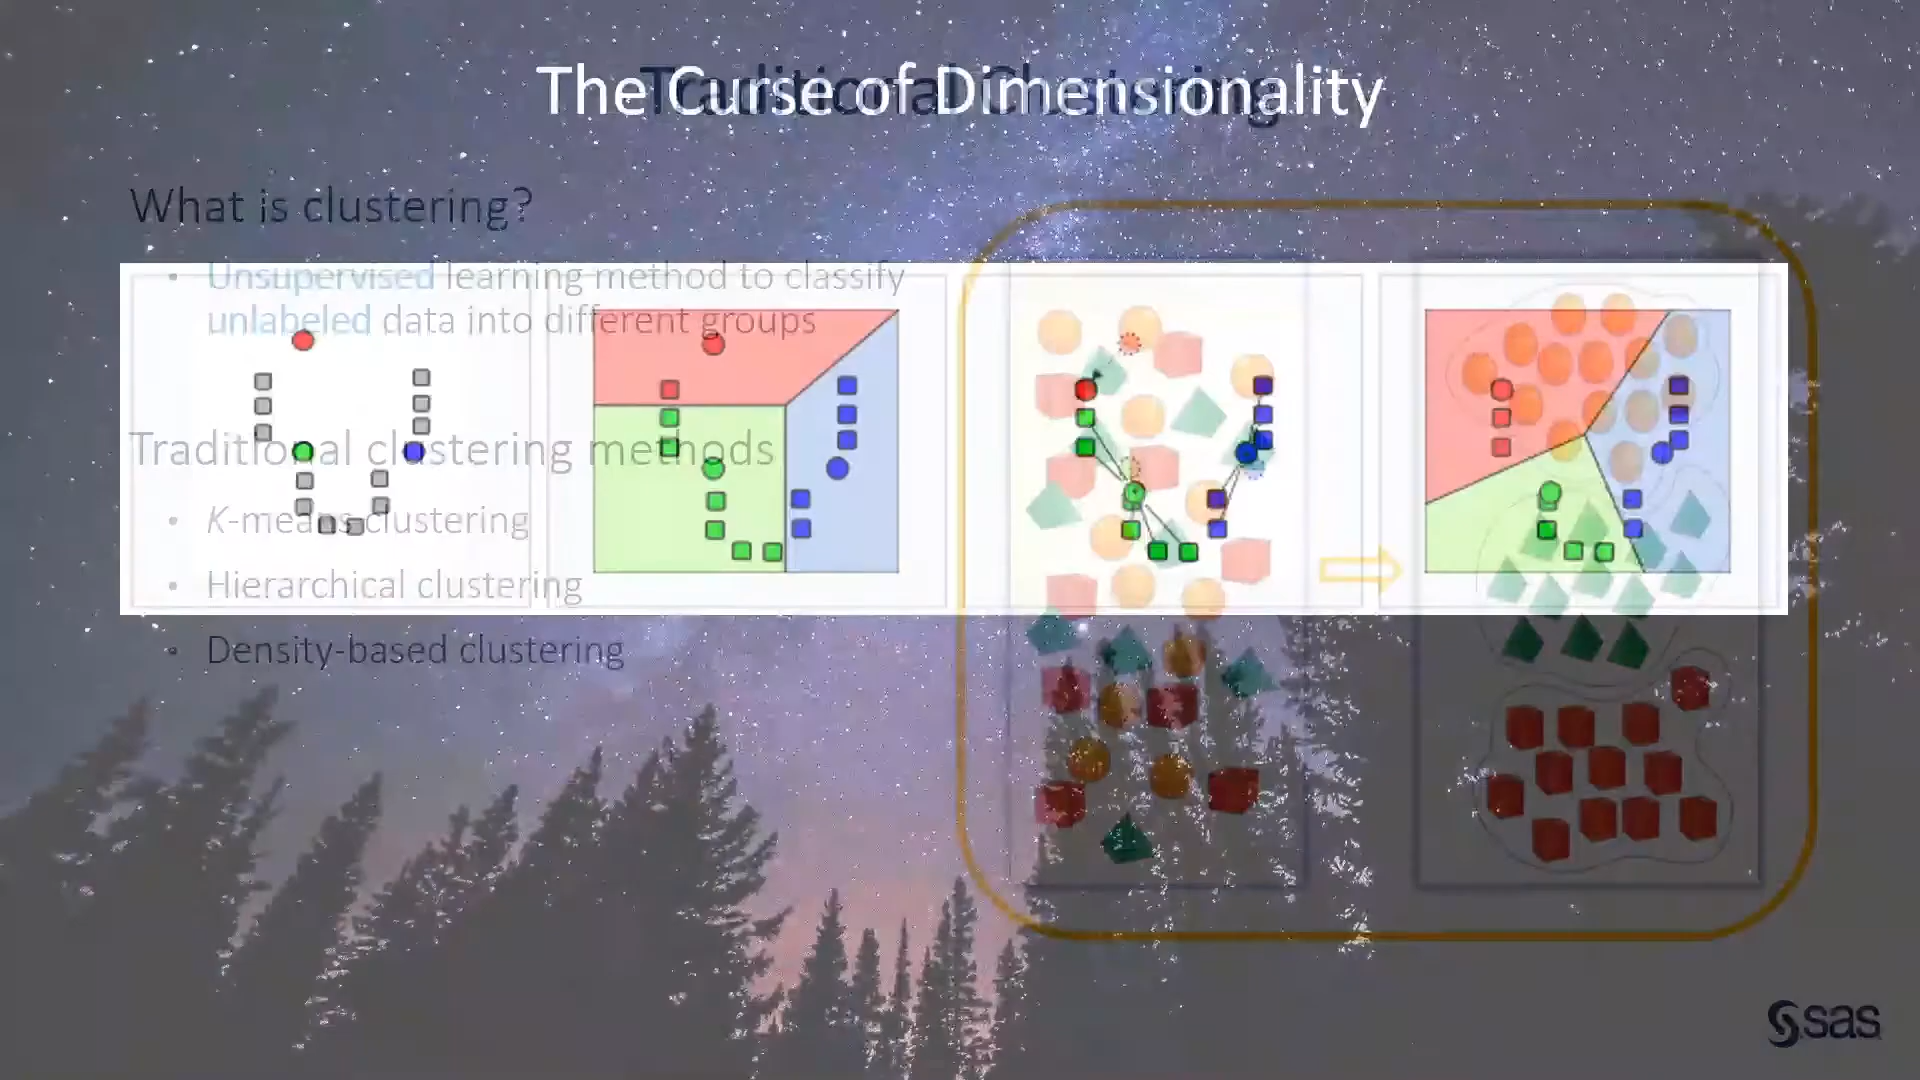 The Curse of Dimensionality
Traditional Clustering
What is clustering?
• Unsupervised learning method to classify
unlabeled data into different groups
Traditional clustering methods
• K-means clustering
• Hierarchical clustering
• Density-based clustering
sas